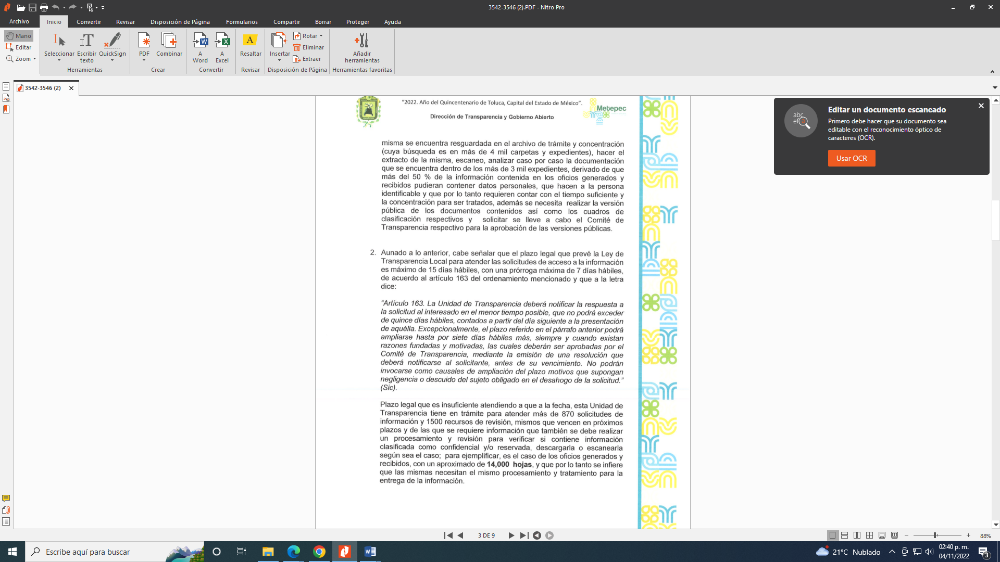 3542-3546 (2).PDF - Nitro Pro
Archivo Inicio Convertir Revisar Disposición de Página Formularios Compartir Borrar Proteger Ayuda
Mano
Editar
Zoom
Seleccionar
Escribir texto
QuickSign
Herramientas
PDF
Combinar
Crear
A Word
A Excel
Convertir
Resaltar
Revisar
Insertar
Rotar
Eliminar
Extraer
Disposición de Página
Añadir herramientas
Herramientas favoritas
3542-3546 (2)
"2022. Año del Quincentenario de Toluca, Capital del Estado de México".
Metepec
Dirección de Transparencia y Gobierno Abierto
misma se encuentra resguardada en el archivo de trámite y concentración
(cuya búsqueda es en más de 4 mil carpetas y expedientes), hacer el
extracto de la misma, escaneo, analizar caso por caso la documentación
que se encuentra dentro de los más de 3 mil expedientes, derivado de que
más del 50 % de la información contenida en los oficios generados y
recibidos pudieran contener datos personales, que hacen a la persona
identificable y que por lo tanto requieren contar con el tiempo suficiente y
la concentración para ser tratados, además se necesita realizar la versión
pública de los documentos contenidos así como los cuadros de
clasificación respectivos y solicitar se lleve a cabo el Comité de
Transparencia respectivo para la aprobación de las versiones públicas.
2. Aunado a lo anterior, cabe señalar que el plazo legal que prevé la Ley de
Transparencia Local para atender las solicitudes de acceso a la información
es máximo de 15 días hábiles, con una prórroga máxima de 7 días hábiles,
de acuerdo al artículo 163 del ordenamiento mencionado y que a la letra
dice:
"Artículo 163. La Unidad de Transparencia deberá notificar la respuesta a
la solicitud al interesado en el menor tiempo posible, que no podrá exceder
de quince días hábiles, contados a partir del día siguiente a la presentación
de aquélla. Excepcionalmente, el plazo referido en el párrafo anterior podrá
ampliarse hasta por siete días hábiles más, siempre y cuando existan
razones fundadas y motivadas, las cuales deberán ser aprobadas por el
Comité de Transparencia, mediante la emisión de una resolución que
deberá notificarse al solicitante, antes de su vencimiento. No podrán
invocarse como causales de ampliación del plazo motivos que supongan
negligencia o descuido del sujeto obligado en el desahogo de la solicitud."
(Sic).
Plazo legal que es insuficiente atendiendo a que a la fecha, esta Unidad de
Transparencia tiene en trámite para atender más de 870 solicitudes de
información y 1500 recursos de revisión, mismos que vencen en próximos
plazos y de las que se requiere información que también se debe realizar
un procesamiento y revisión para verificar si contiene información
clasificada como confidencial y/o reservada, descargarla o escanearla
según sea el caso; para ejemplificar, es el caso de los oficios generados y
recibidos, con un aproximado de 14,000 hojas, y que por lo tanto se infiere
que las mismas necesitan el mismo procesamiento y tratamiento para la
entrega de la información.
abc
ef a
Editar un documento escaneado
Primero debe hacer que su documento sea
editable con el reconocimiento óptico de
caracteres (OCR).
Usar OCR
3 DE 9
88%
Escribe aquí para buscar
21°C Nublado
02:40 p. m.
04/11/2022
3